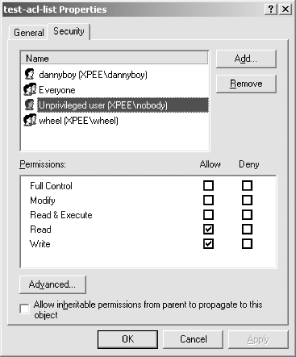 test-acl-list Properties
General Security
Name
dannyboy (XPEE\dannyboy)
Everyone
Unprivileged user (XPEE\nobody)
wheel (XPEE\wheel)
Add...
Remove
Permissions: Allow Deny
Full Control
Modify
Read & Execute
Read
Write
Advanced...
Allow inheritable permissions from parent to propagate to this
object
OK Cancel Apply